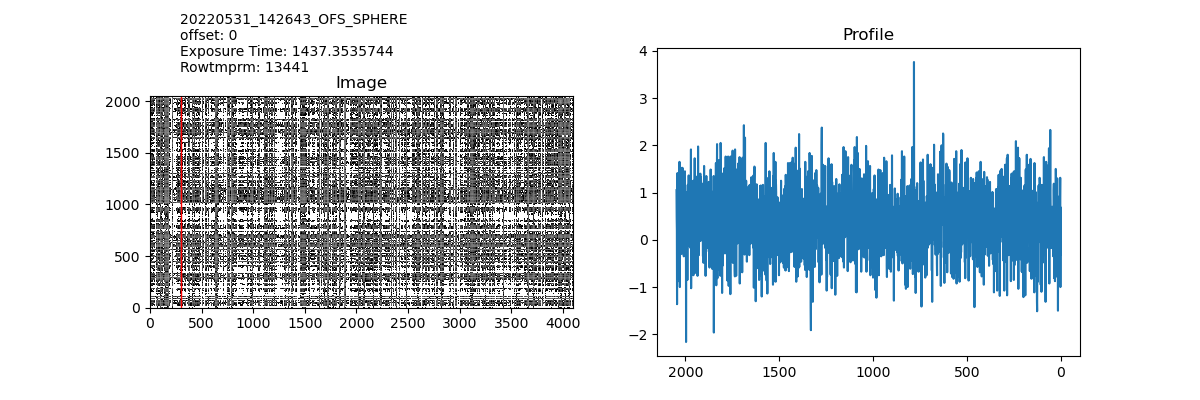 20220531_142643_OFS_SPHERE
offset: 0
Exposure Time: 1437.3535744
Rowtmprm: 13441
Image
2000
1500
1000
500
0
0 500 1000 1500 2000 2500 3000 3500 4000
Profile
4
3
2
1
0
−1
−2
2000 1500 1000 500 0